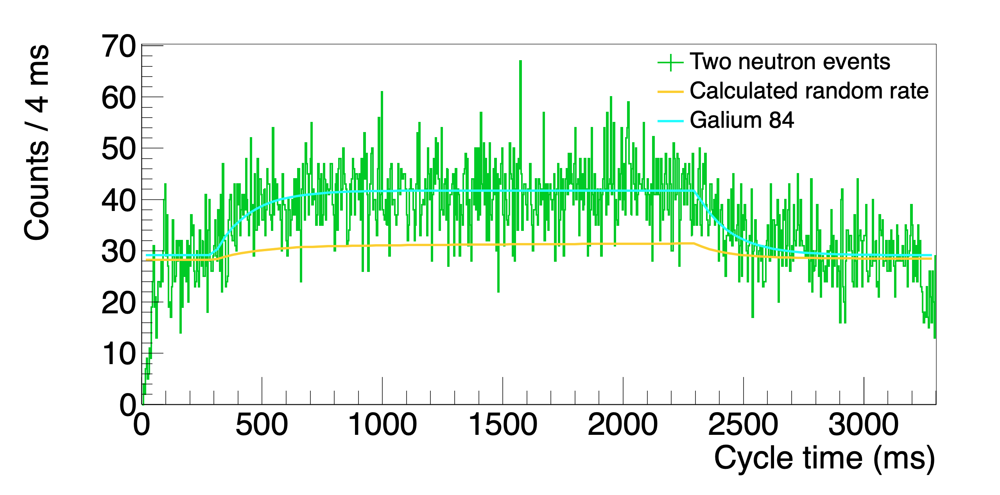 Counts / 4 ms
70
60
50
40
30
20
10
0
Two neutron events
Calculated random rate
Galium 84
0 500 1000 1500 2000 2500 3000
Cycle time (ms)